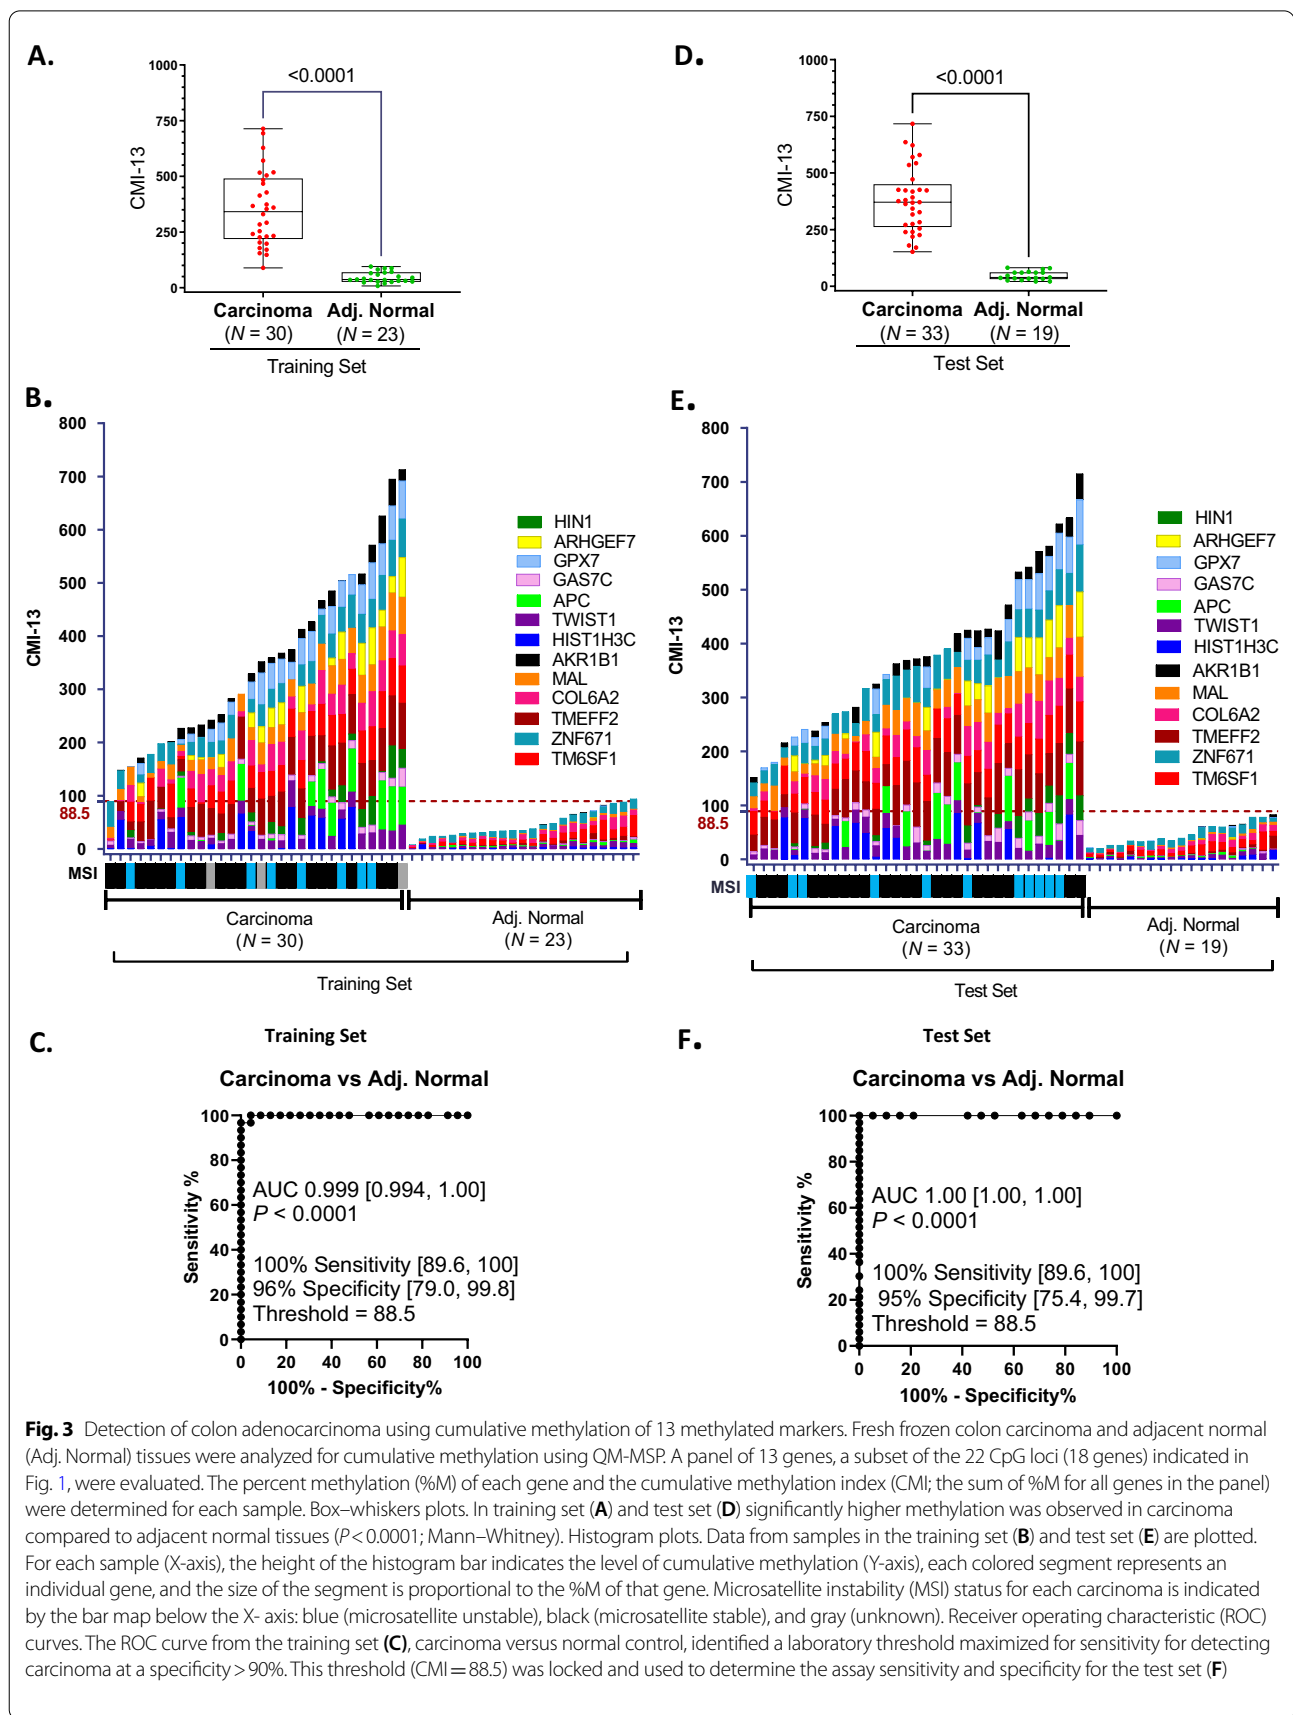 A.
1000
750
500
250
0
CMI-13
<0.0001
Carcinoma
(N = 30)
Adj. Normal
(N = 23)
Training Set
D.
1000
750
500
250
0
CMI-13
<0.0001
Carcinoma
(N = 33)
Adj. Normal
(N = 19)
Test Set
B.
800
700
600
500
400
300
200
100
88.5
0
CMI-13
HIN1
ARHGEF7
GPX7
GAS7C
APC
TWIST1
HIST1H3C
AKR1B1
MAL
COL6A2
TMEFF2
ZNF671
TM6SF1
MSI
Carcinoma
(N = 30)
Adj. Normal
(N = 23)
Training Set
E.
800
700
600
500
400
300
200
100
88.5
0
CMI-13
HIN1
ARHGEF7
GPX7
GAS7C
APC
TWIST1
HIST1H3C
AKR1B1
MAL
COL6A2
TMEFF2
ZNF671
TM6SF1
MSI
Carcinoma
(N = 33)
Adj. Normal
(N = 19)
Test Set
C.
Training Set
Carcinoma vs Adj. Normal
100
80
60
40
20
0
Sensitivity %
AUC 0.999 [0.994, 1.00]
P < 0.0001
100% Sensitivity [89.6, 100]
96% Specificity [79.0, 99.8]
Threshold = 88.5
0 20 40 60 80 100
100% - Specificity%
F.
Test Set
Carcinoma vs Adj. Normal
100
80
60
40
20
0
Sensitivity %
AUC 1.00 [1.00, 1.00]
P < 0.0001
100% Sensitivity [89.6, 100]
95% Specificity [75.4, 99.7]
Threshold = 88.5
0 20 40 60 80 100
100% - Specificity%
Fig. 3 Detection of colon adenocarcinoma using cumulative methylation of 13 methylated markers. Fresh frozen colon carcinoma and adjacent normal
(Adj. Normal) tissues were analyzed for cumulative methylation using QM-MSP. A panel of 13 genes, a subset of the 22 CpG loci (18 genes) indicated in
Fig. 1, were evaluated. The percent methylation (%M) of each gene and the cumulative methylation index (CMI; the sum of %M for all genes in the panel)
were determined for each sample. Box–whiskers plots. In training set (A) and test set (D) significantly higher methylation was observed in carcinoma
compared to adjacent normal tissues (P < 0.0001; Mann–Whitney). Histogram plots. Data from samples in the training set (B) and test set (E) are plotted.
For each sample (X-axis), the height of the histogram bar indicates the level of cumulative methylation (Y-axis), each colored segment represents an
individual gene, and the size of the segment is proportional to the %M of that gene. Microsatellite instability (MSI) status for each carcinoma is indicated
by the bar map below the X- axis: blue (microsatellite unstable), black (microsatellite stable), and gray (unknown). Receiver operating characteristic (ROC)
curves. The ROC curve from the training set (C), carcinoma versus normal control, identified a laboratory threshold maximized for sensitivity for detecting
carcinoma at a specificity > 90%. This threshold (CMI = 88.5) was locked and used to determine the assay sensitivity and specificity for the test set (F)